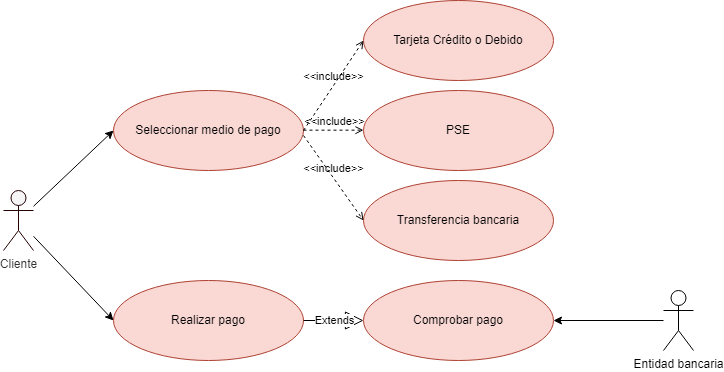 Tarjeta Crédito o Debido
<<include>>
Seleccionar medio de pago
<<include>>
PSE
<<include>>
Transferencia bancaria
Cliente
Realizar pago
Extends
Comprobar pago
Entidad bancaria